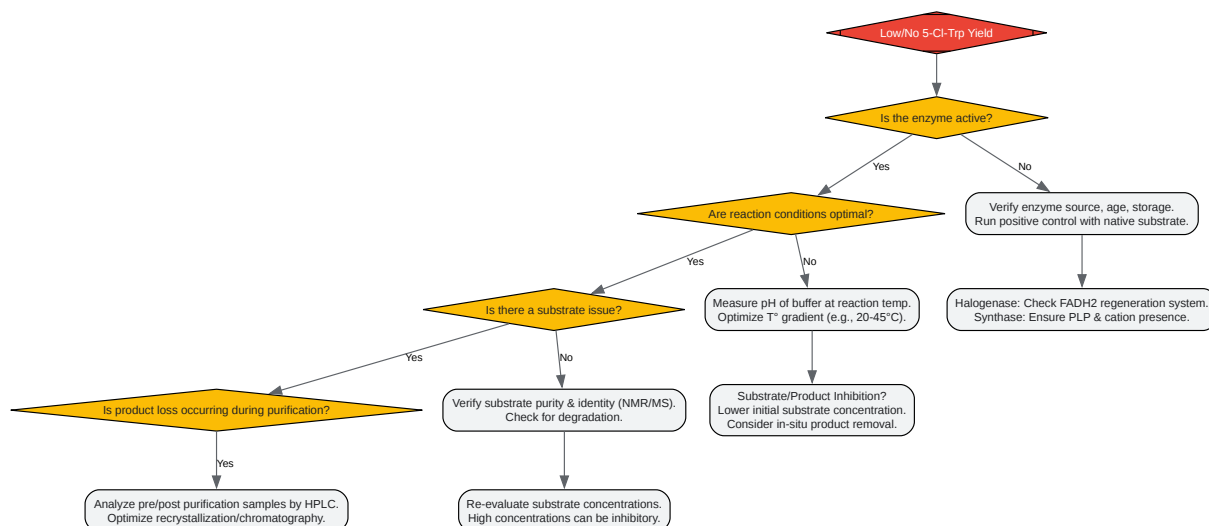 Low/No 5-Cl-Trp Yield
Is the enzyme active?
Yes
No
Are reaction conditions optimal?
Verify enzyme source, age, storage.
Run positive control with native substrate.
Yes
No
Is there a substrate issue?
Measure pH of buffer at reaction temp.
Optimize T° gradient (e.g., 20-45°C).
Halogenase: Check FADH2 regeneration system.
Synthase: Ensure PLP & cation presence.
Yes
No
Is product loss occurring during purification?
Verify substrate purity & identity (NMR/MS).
Check for degradation.
Substrate/Product Inhibition?
Lower initial substrate concentration.
Consider in-situ product removal.
Yes
Analyze pre/post purification samples by HPLC.
Optimize recrystallization/chromatography.
Re-evaluate substrate concentrations.
High concentrations can be inhibitory.